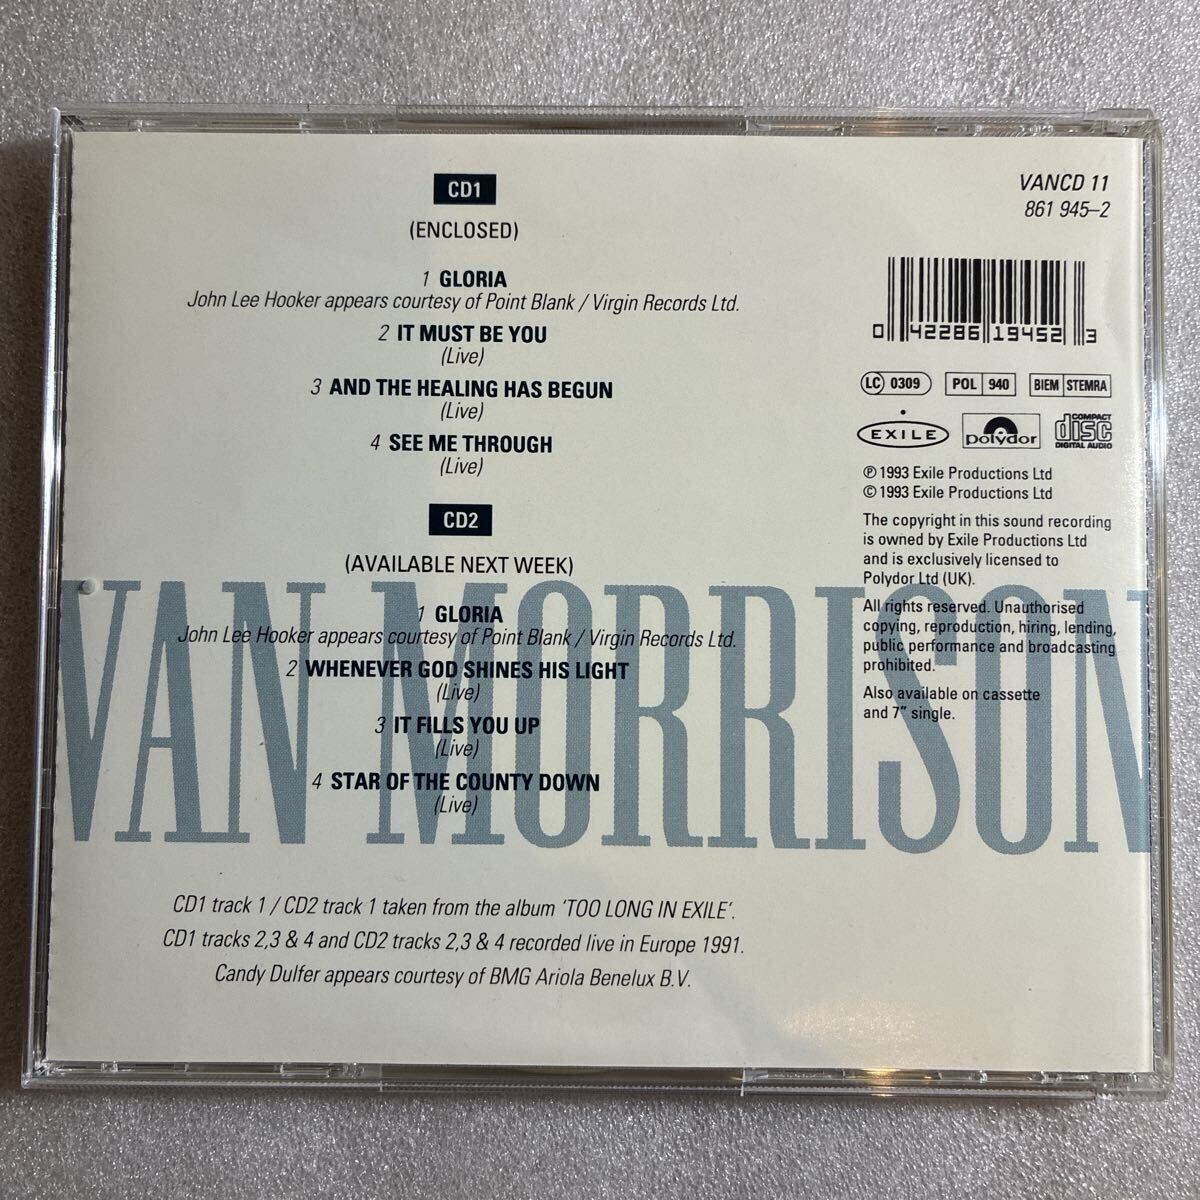 CD1
(ENCLOSED)
1 GLORIA
John Lee Hooker appears courtesy of Point Blank / Virgin Records Ltd.
2 IT MUST BE YOU
(Live)
3 AND THE HEALING HAS BEGUN
(Live)
4 SEE ME THROUGH
(Live)
CD2
(AVAILABLE NEXT WEEK)
1 GLORIA
John Lee Hooker appears courtesy of Point Blank / Virgin Records Ltd.
2 WHENEVER GOD SHINES HIS LIGHT
(Live)
3 IT FILLS YOU UP
(Live)
4 STAR OF THE COUNTY DOWN
(Live)
VAN MORRISON
CD1 track 1 / CD2 track 1 taken from the album 'TOO LONG IN EXILE'.
CD1 tracks 2,3 & 4 and CD2 tracks 2,3 & 4 recorded live in Europe 1991.
Candy Dulfer appears courtesy of BMG Ariola Benelux B.V.
VANCD 11
861 945-2
0 42286 19452 3
LC 0309 POL 940 BIEM STEMRA
EXILE polydor COMPACT disc DIGITAL AUDIO
℗ 1993 Exile Productions Ltd
© 1993 Exile Productions Ltd
The copyright in this sound recording
is owned by Exile Productions Ltd
and is exclusively licensed to
Polydor Ltd (UK).
All rights reserved. Unauthorised
copying, reproduction, hiring, lending,
public performance and broadcasting
prohibited.
Also available on cassette
and 7" single.